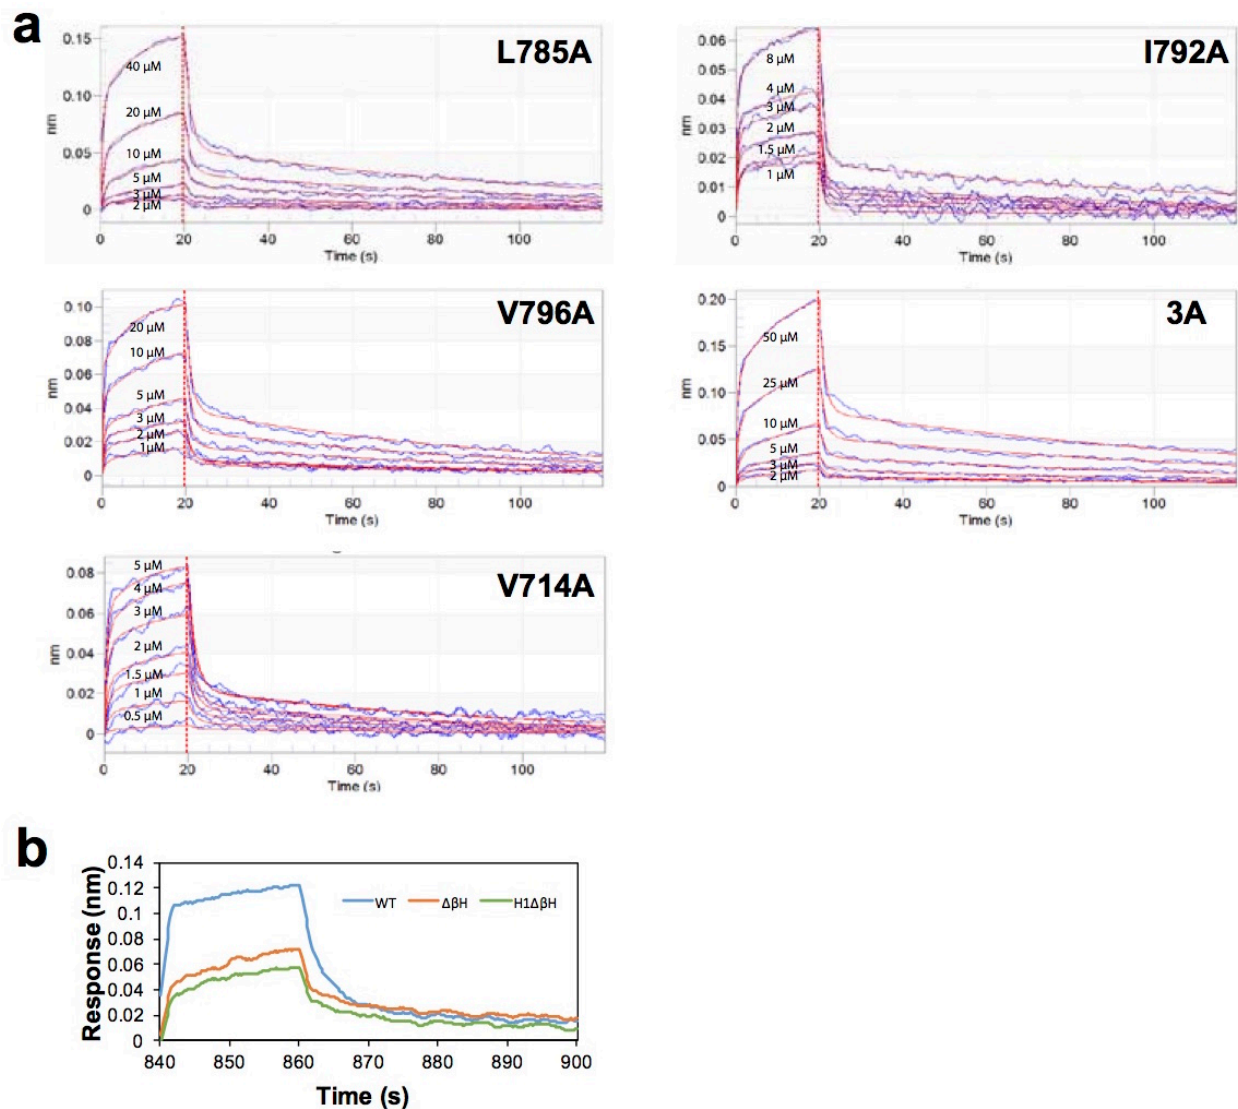 a
L785A
0.15
0.10
0.05
0
nm
40 µM
20 µM
10 µM
5 µM
3 µM
2 µM
0 20 40 60 80 100
Time (s)
I792A
0.06
0.05
0.04
0.03
0.02
0.01
0
nm
8 µM
4 µM
3 µM
2 µM
1.5 µM
1 µM
0 20 40 60 80 100
Time (s)
V796A
0.10
0.08
0.06
0.04
0.02
0
nm
20 µM
10 µM
5 µM
3 µM
2 µM
1µM
0 20 40 60 80 100
Time (s)
3A
0.20
0.15
0.10
0.05
0
nm
50 µM
25 µM
10 µM
5 µM
3 µM
2 µM
0 20 40 60 80 100
Time (s)
V714A
0.08
0.06
0.04
0.02
0
nm
5 µM
4 µM
3 µM
2 µM
1.5 µM
1 µM
0.5 µM
0 20 40 60 80 100
Time (s)
b
Response (nm)
0.14
0.12
0.1
0.08
0.06
0.04
0.02
0
WT ΔβH H1ΔβH
840 850 860 870 880 890 900
Time (s)